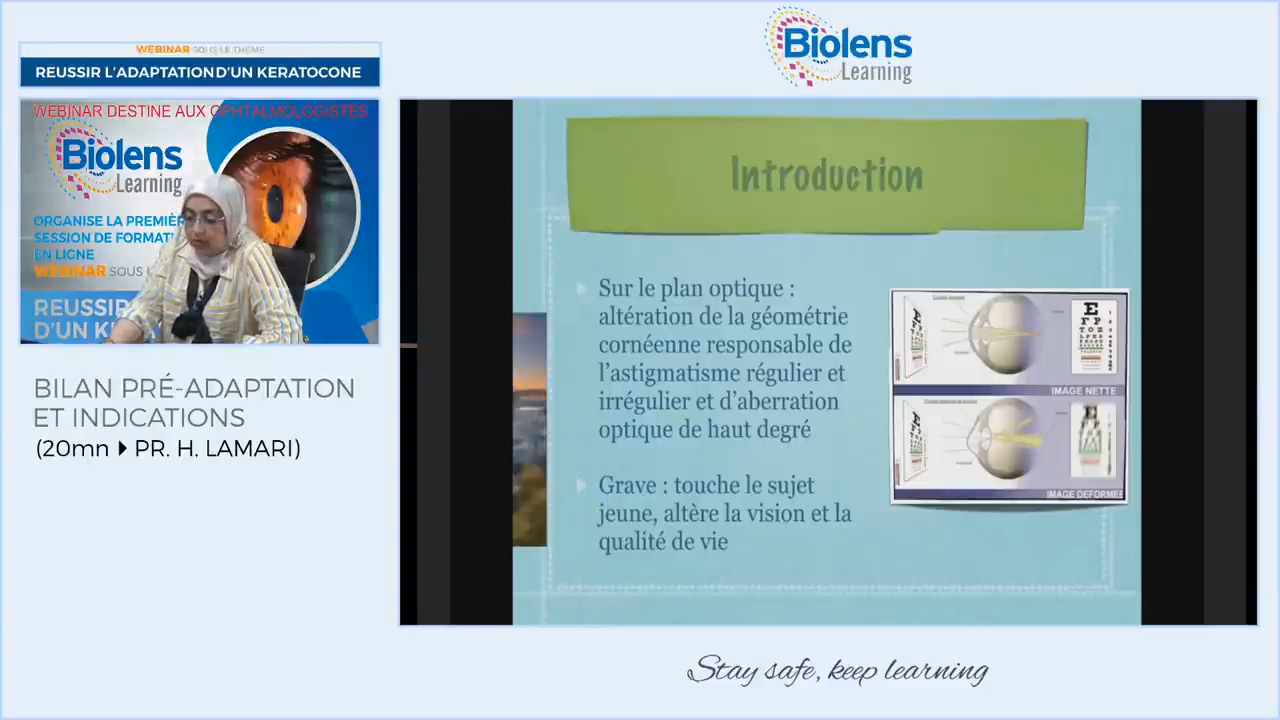 WEBINAR SOUS LE THÈME
REUSSIR L'ADAPTATION D'UN KERATOCONE
WEBINAR DESTINE AUX OPHTALMOLOGISTES
Biolens
Learning
ORGANISE LA PREMIÈR
SESSION DE FORMATI
EN LIGNE
WEBINAR SOUS L
REUSSIR
D'UN KE
BILAN PRÉ-ADAPTATION
ET INDICATIONS
(20mn PR. H. LAMARI)
Biolens
Learning
Introduction
Sur le plan optique :
altération de la géométrie
cornéenne responsable de
l'astigmatisme régulier et
irrégulier et d'aberration
optique de haut degré
Grave : touche le sujet
jeune, altère la vision et la
qualité de vie
E
F P
T O Z
IMAGE NETTE
E
IMAGE DEFORMEE
Stay safe, keep learning